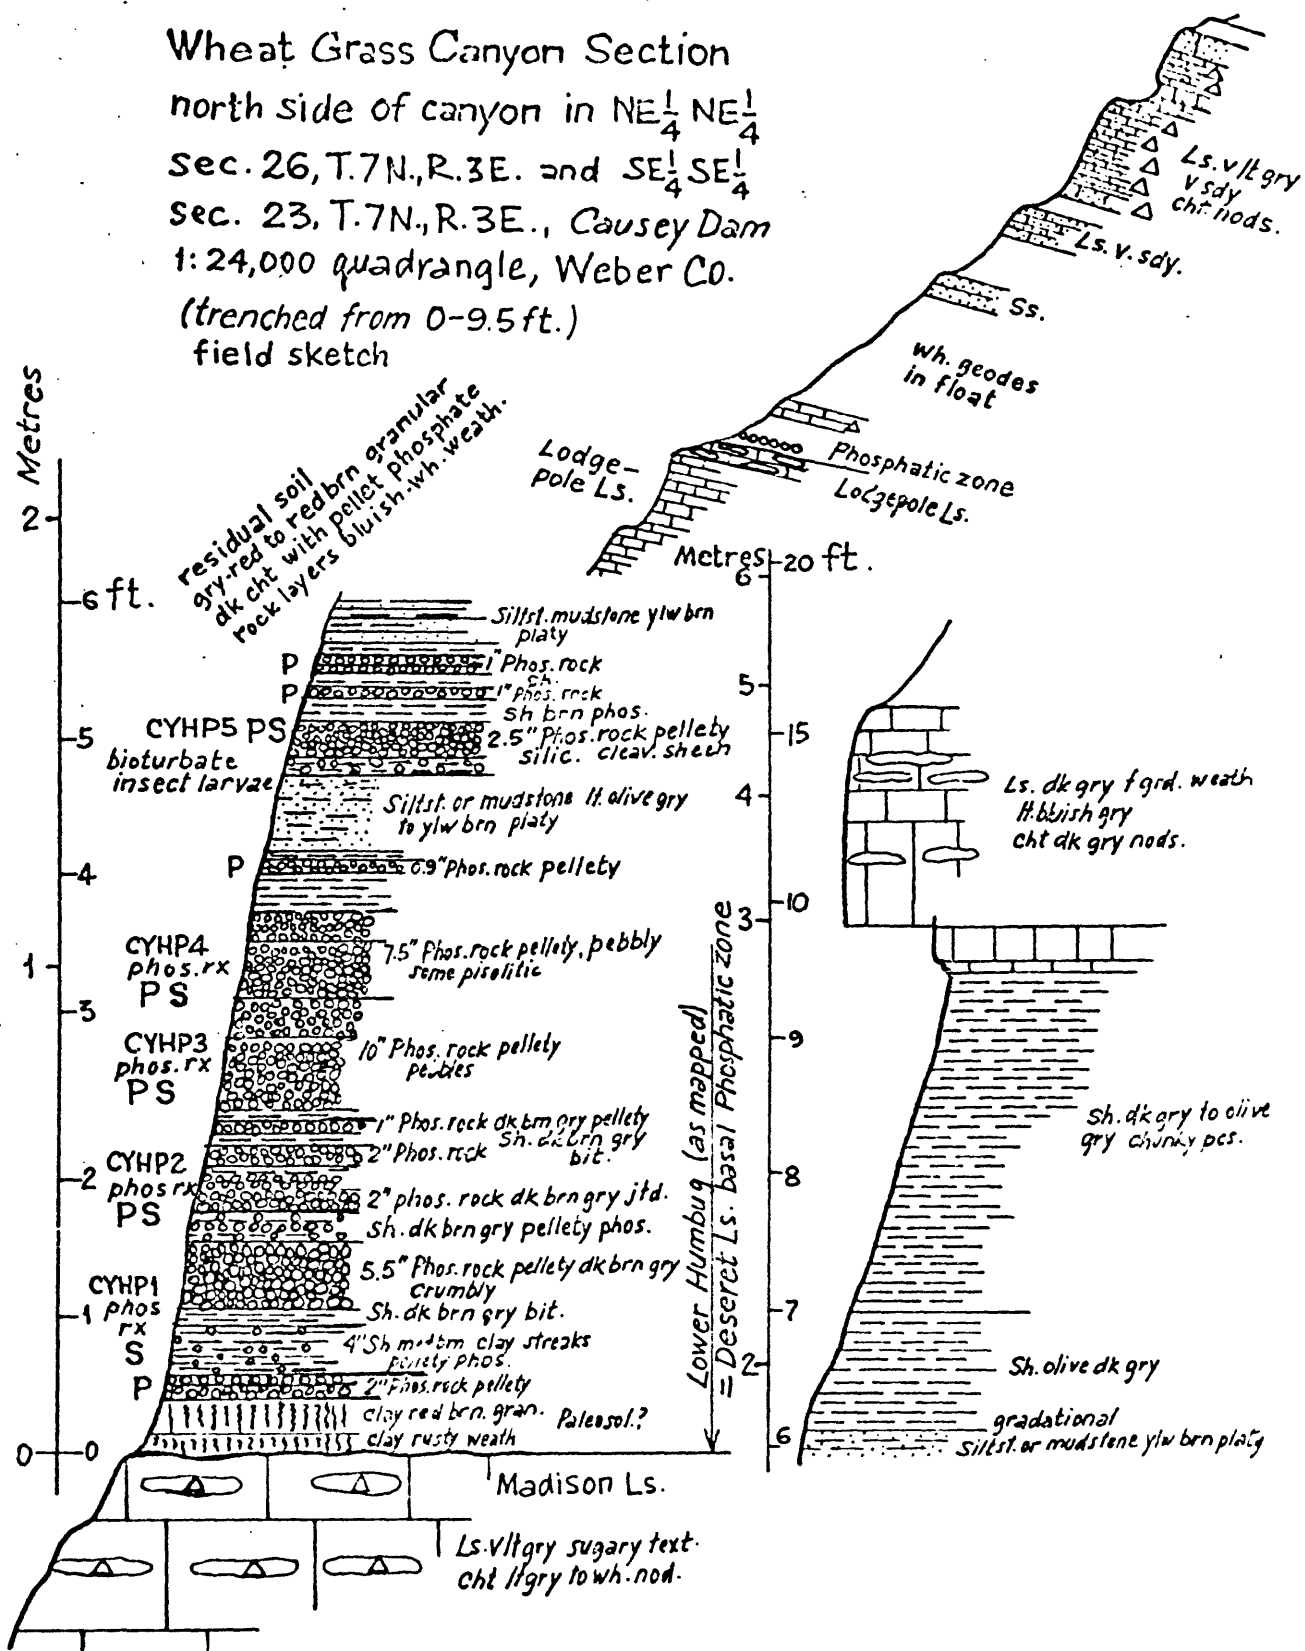 Wheat Grass Canyon Section
north side of canyon in NE1/4 NE1/4
sec. 26, T.7N., R.3E. and SE1/4 SE1/4
sec. 23, T.7N., R.3E., Causey Dam
1:24,000 quadrangle, Weber Co.
(trenched from 0-9.5 ft.)
field sketch
Ls. v lt gry
v sdy
cht. nods.
Ls. v. sdy.
Ss.
Wh. geodes
in float
Phosphatic zone
Lodgepole Ls.
Lodge-
pole Ls.
Metres
2
1
0
6 ft.
5
4
3
2
1
0
residual soil
gry-red to red brn granular
dk cht with pellet phosphate
rock layers bluish. wh. weath.
Siltst. mudstone ylw brn
platy
P
1" Phos. rock
sh.
P
1" Phos. rock
sh brn phos.
CYHP5 PS
2.5" Phos. rock pellety
silic. cleav. sheen
bioturbate
insect larvae
Siltst. or mudstone lt. olive gry
to ylw brn platy
P
0.9" Phos. rock pellety
CYHP4
phos. rx
PS
7.5" Phos. rock pellety, pebbly
some pisolitic
CYHP3
phos. rx
PS
10" Phos. rock pellety
pebbles
1" Phos. rock dk brn gry pellety
Sh. dk brn gry
bit.
2" Phos. rock
CYHP2
phos rx
PS
2" phos. rock dk brn gry jtd.
Sh. dk brn gry pellety phos.
5.5" Phos. rock pellety dk brn gry
crumbly
CYHP1
phos
rx
S
Sh. dk brn gry bit.
4" Sh med brn clay streaks
pellety phos.
P
2" Phos. rock pellety
clay red brn. gran. Paleosol.?
clay rusty weath
Madison Ls.
Ls. v lt gry sugary text.
cht lt gry to wh. nod.
Lower Humbug (as mapped)
= Deseret Ls. basal Phosphatic zone
Metres
6
5
4
3
2
20 ft.
15
10
9
8
7
6
Ls. dk gry f grd. weath
lt. bluish gry
cht dk gry nods.
Sh. dk gry to olive
gry chunky pcs.
Sh. olive dk gry
gradational
Siltst. or mudstone ylw brn platy